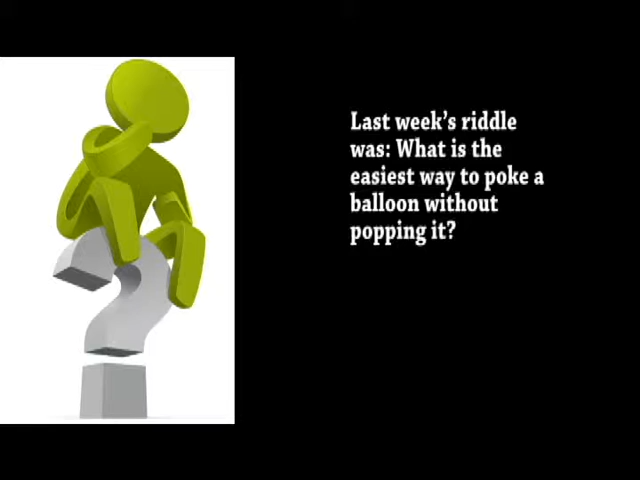 Last week’s riddle
was: What is the
easiest way to poke a
balloon without
popping it?